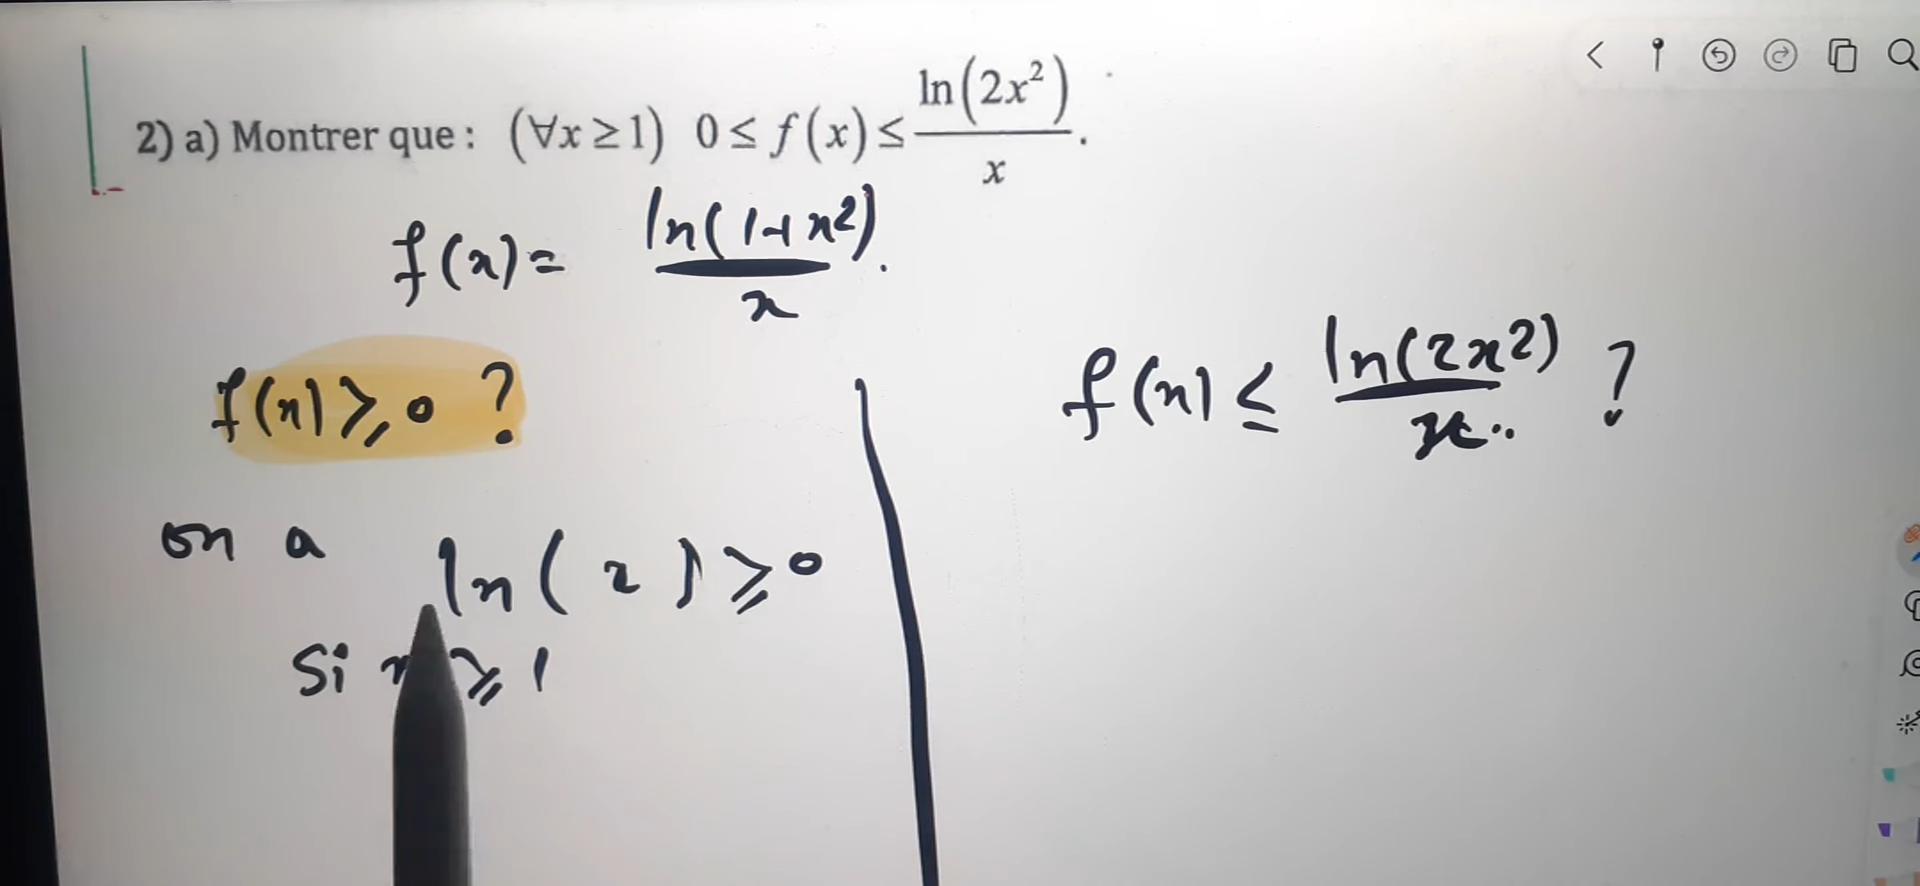 2) a) Montrer que : (∀x ≥ 1) 0 ≤ f(x) ≤ ln(2x²)/x.
f(x) = ln(1+x²)/x.
f(x) ≥ 0 ?
f(x) ≤ ln(2x²)/x.. ?
on a ln(x) ≥ 0
Si x ≥ 1